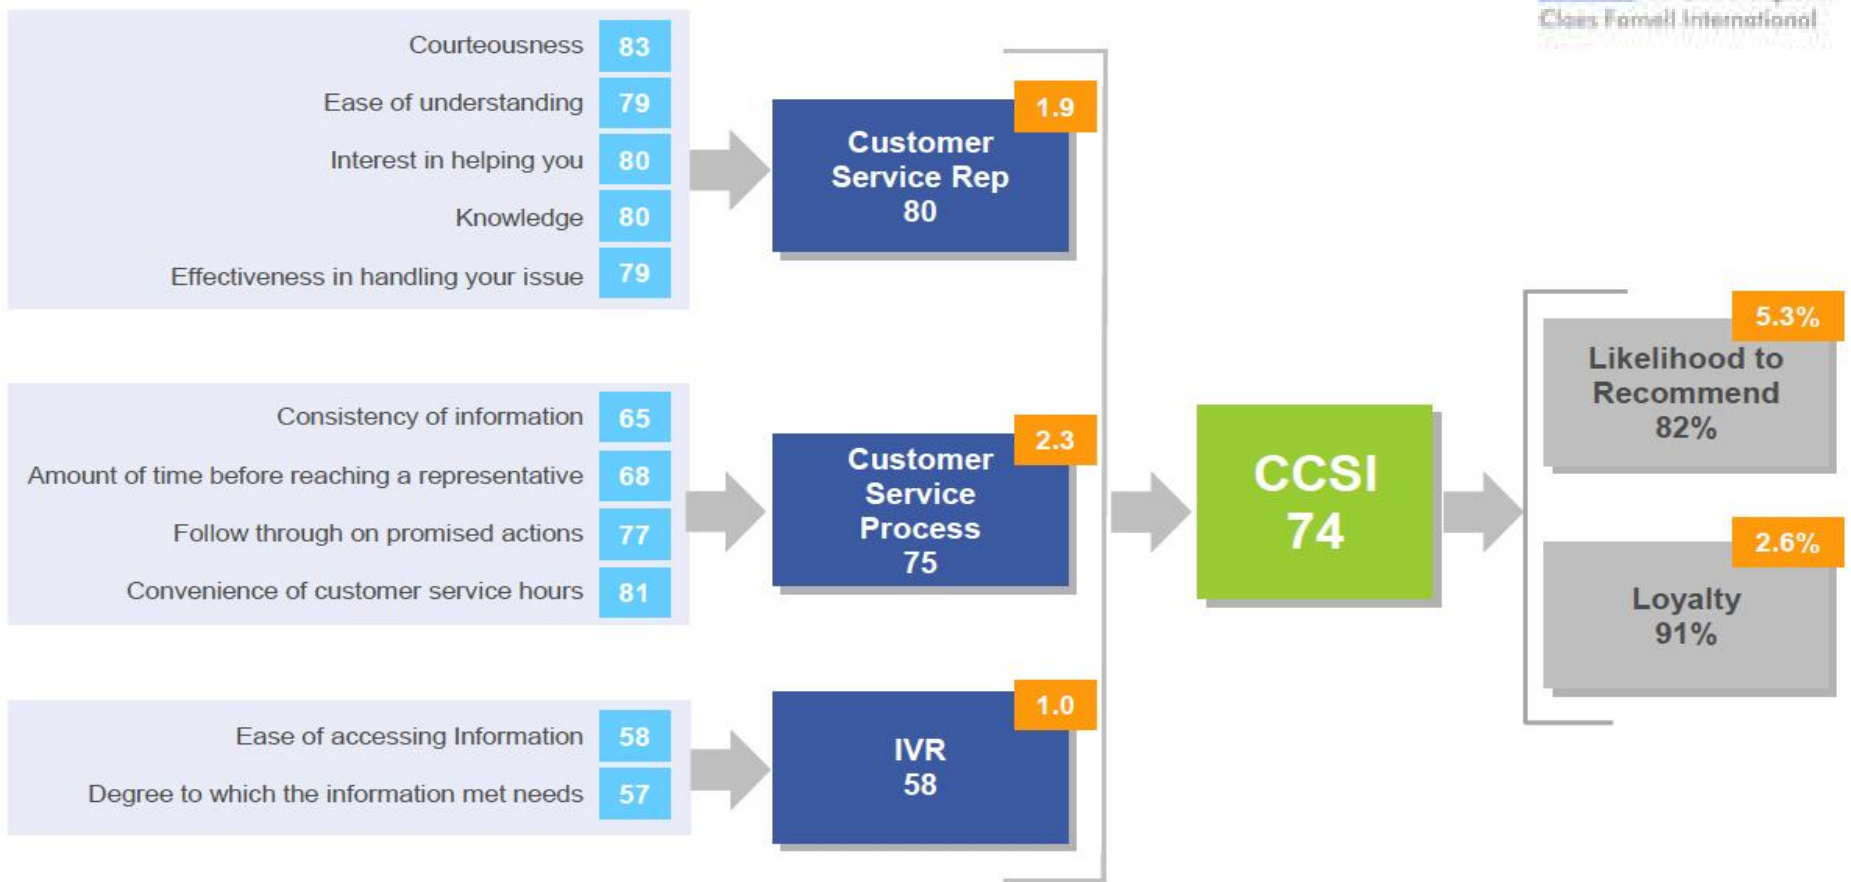 Claes Fornell International
Courteousness 83
Ease of understanding 79
Interest in helping you 80
Knowledge 80
Effectiveness in handling your issue 79
1.9
Customer
Service Rep
80
Consistency of information 65
Amount of time before reaching a representative 68
Follow through on promised actions 77
Convenience of customer service hours 81
2.3
Customer
Service
Process
75
Ease of accessing Information 58
Degree to which the information met needs 57
1.0
IVR
58
CCSI
74
5.3%
Likelihood to
Recommend
82%
2.6%
Loyalty
91%